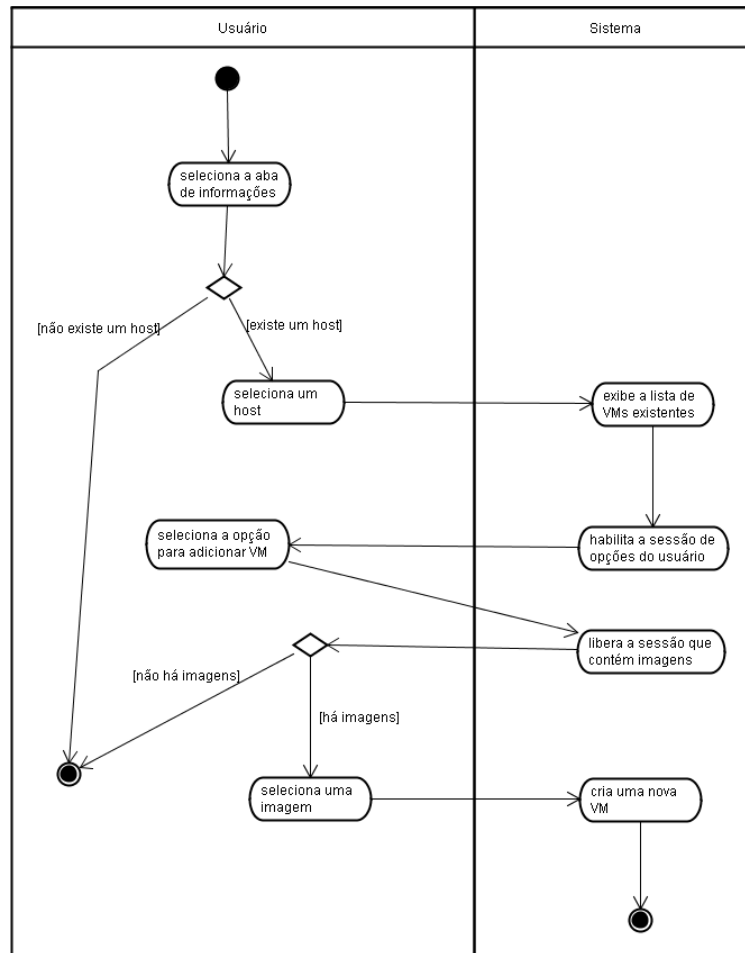 Usuário
Sistema
seleciona a aba
de informações
[não existe um host]
[existe um host]
seleciona um
host
exibe a lista de
VMs existentes
seleciona a opção
para adicionar VM
habilita a sessão de
opções do usuário
libera a sessão que
contém imagens
[não há imagens]
[há imagens]
seleciona uma
imagem
cria uma nova
VM